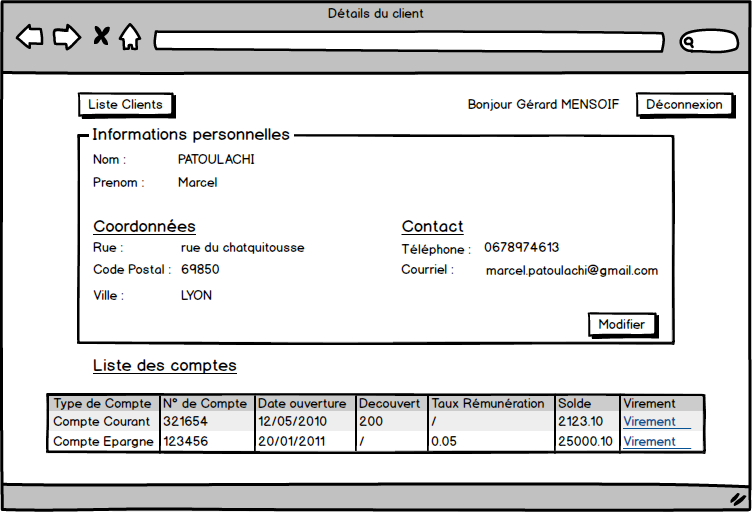 Détails du client
Liste Clients Bonjour Gérard MENSOIF Déconnexion
Informations personnelles
Nom : PATOULACHI
Prenom : Marcel
Coordonnées Contact
Rue : rue du chatquitousse Téléphone : 0678974613
Code Postal : 69850 Courriel : marcel.patoulachi@gmail.com
Ville : LYON
Modifier
Liste des comptes
Type de Compte N° de Compte Date ouverture Decouvert Taux Rémunération Solde Virement
Compte Courant 321654 12/05/2010 200 / 2123.10 Virement
Compte Epargne 123456 20/01/2011 / 0.05 25000.10 Virement